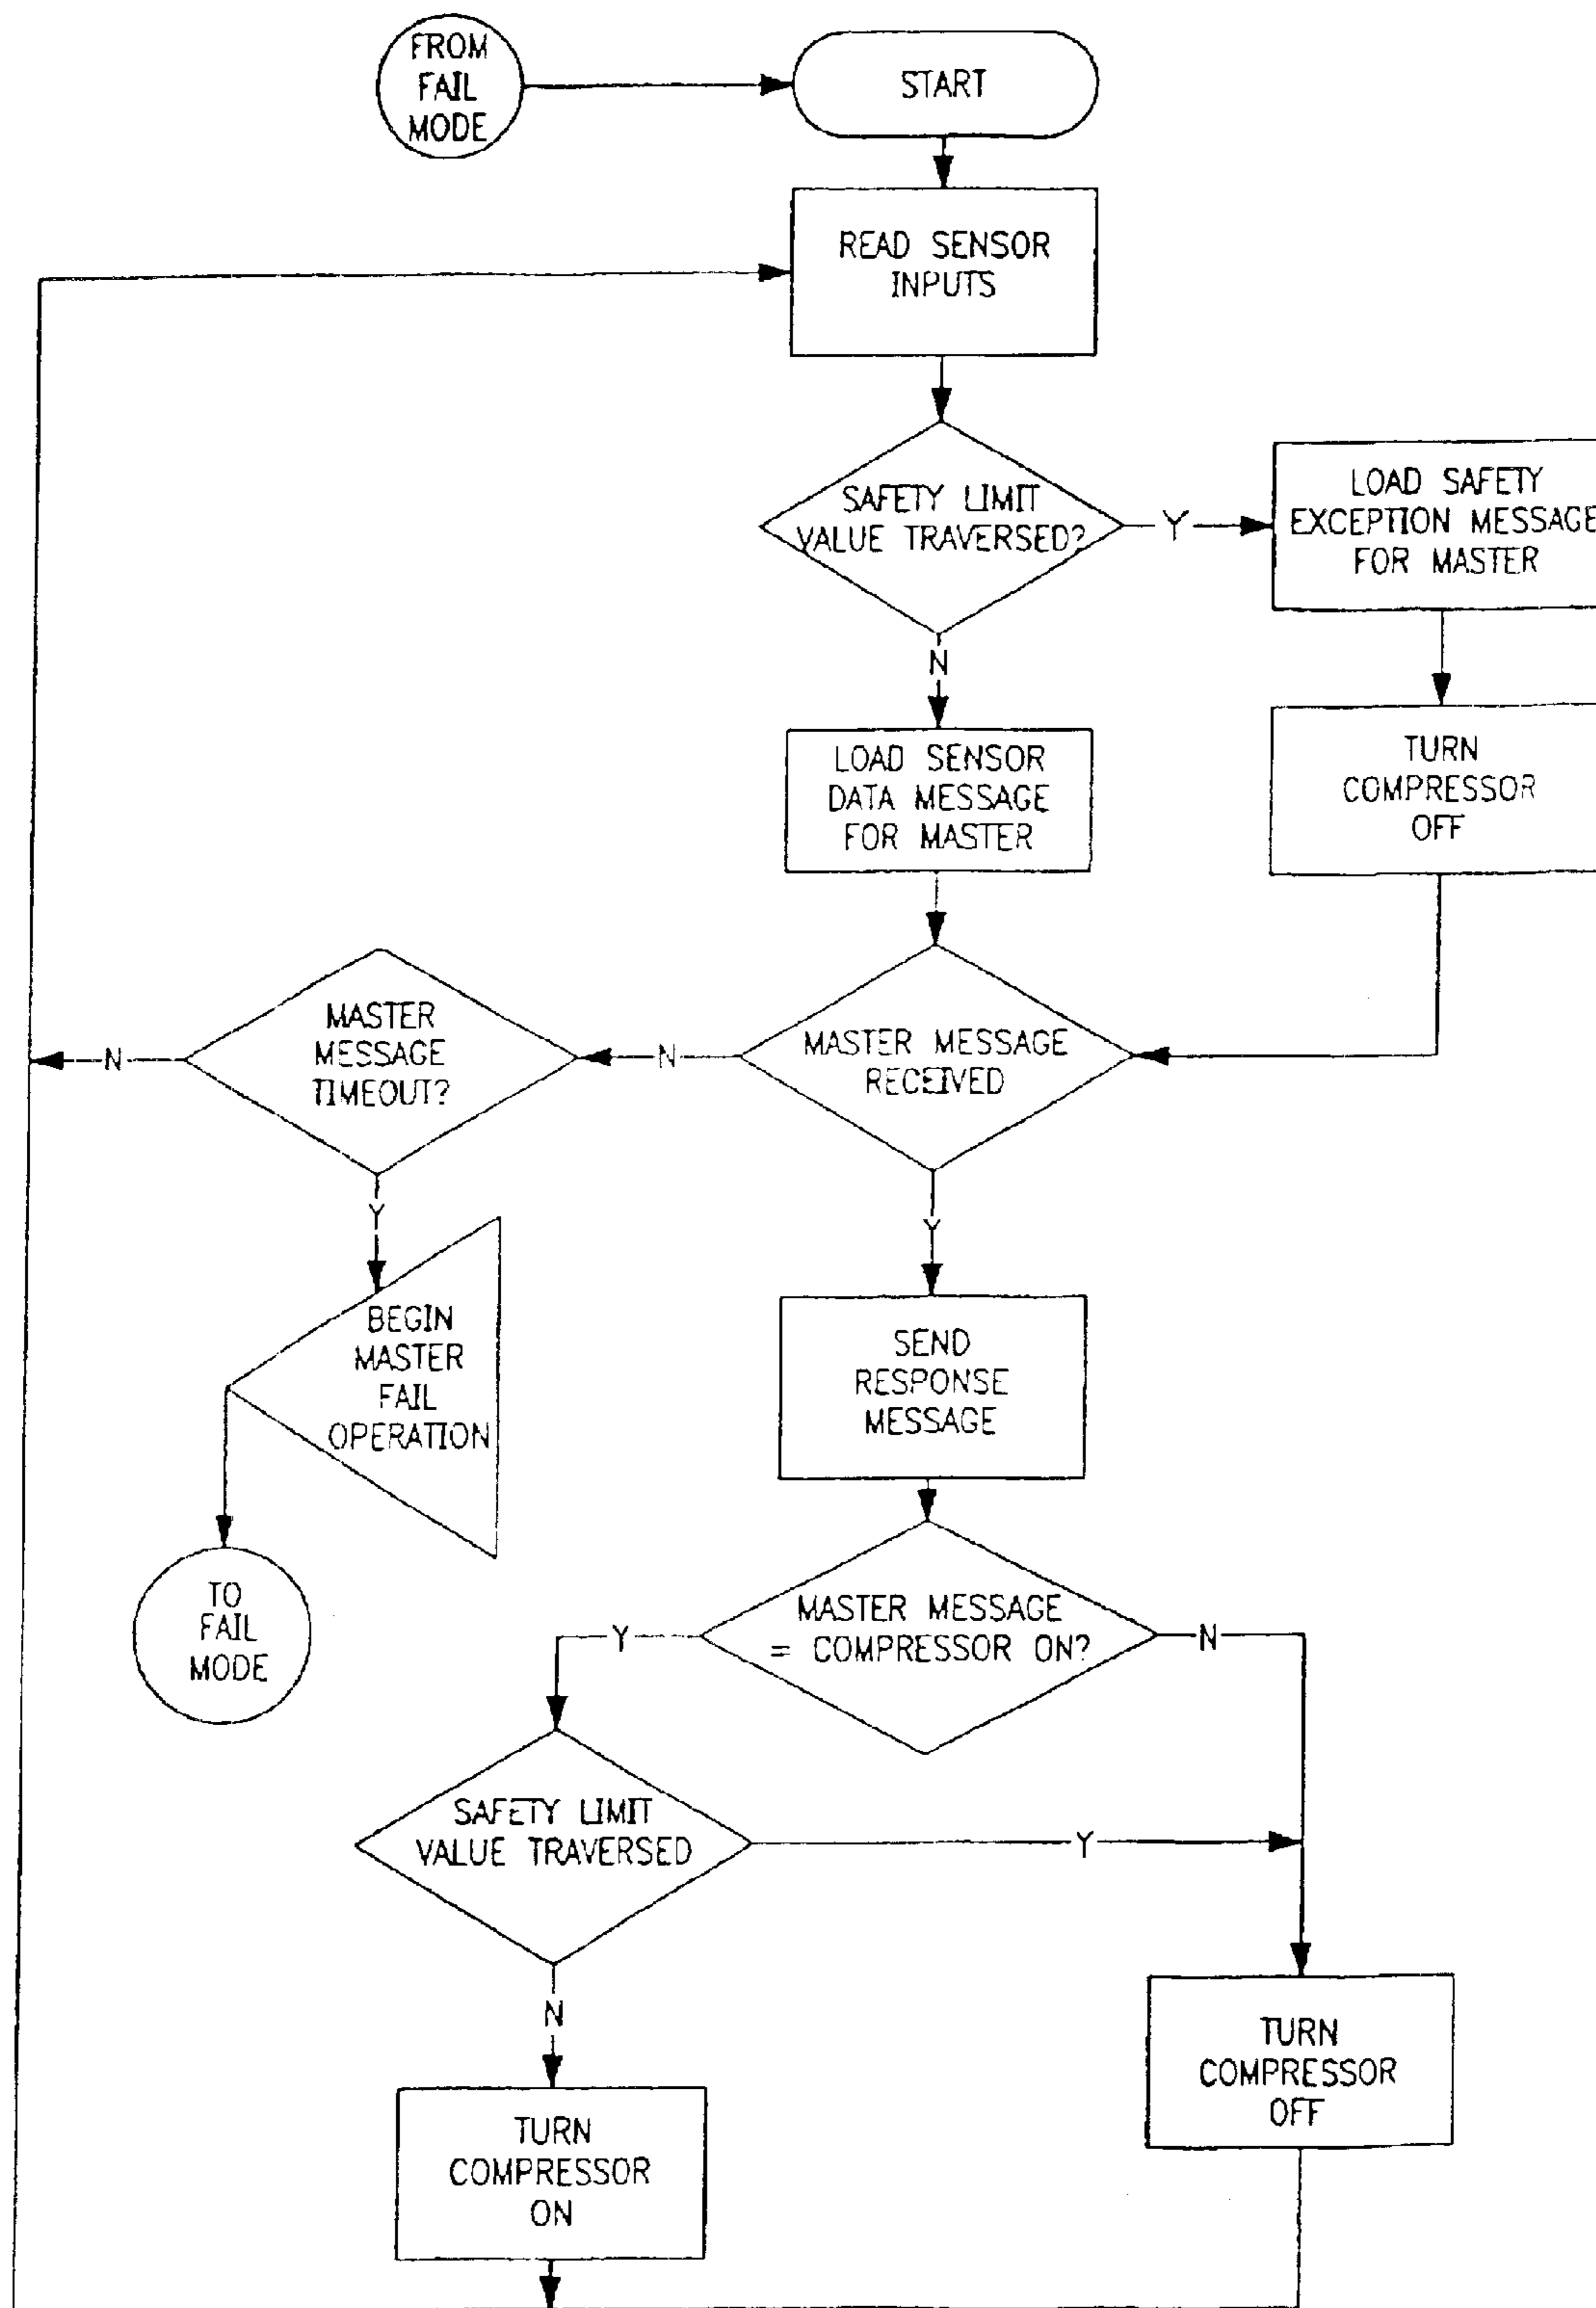 FROM
FAIL
MODE
START
READ SENSOR
INPUTS
SAFETY LIMIT
VALUE TRAVERSED?
Y
LOAD SAFETY
EXCEPTION MESSAGE
FOR MASTER
N
LOAD SENSOR
DATA MESSAGE
FOR MASTER
TURN
COMPRESSOR
OFF
MASTER MESSAGE
RECEIVED
N
MASTER
MESSAGE
TIMEOUT?
N
Y
Y
BEGIN
MASTER
FAIL
OPERATION
TO
FAIL
MODE
SEND
RESPONSE
MESSAGE
MASTER MESSAGE
= COMPRESSOR ON?
Y
N
SAFETY LIMIT
VALUE TRAVERSED
Y
N
TURN
COMPRESSOR
ON
TURN
COMPRESSOR
OFF